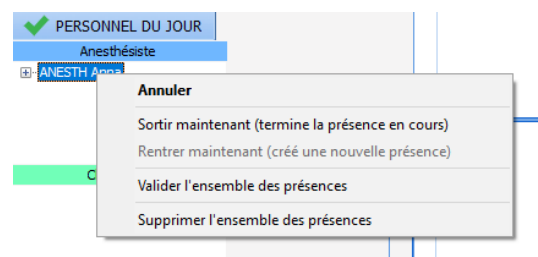 PERSONNEL DU JOUR
Anesthésiste
ANESTH Anna
Annuler
Sortir maintenant (termine la présence en cours)
Rentrer maintenant (créé une nouvelle présence)
C
Valider l'ensemble des présences
Supprimer l'ensemble des présences